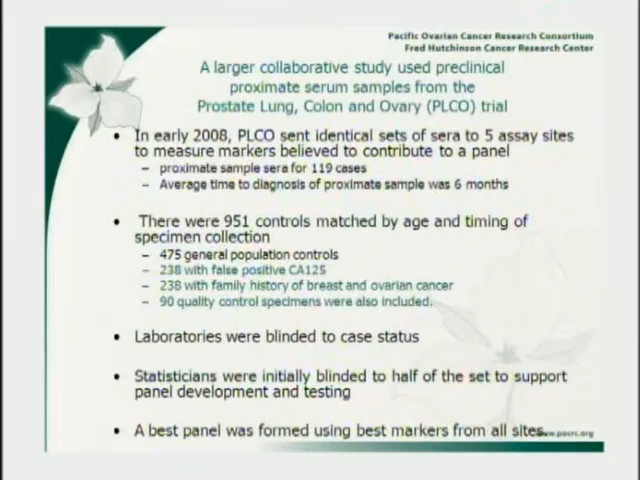 Pacific Ovarian Cancer Research Consortium
Fred Hutchinson Cancer Research Center
A larger collaborative study used preclinical
proximate serum samples from the
Prostate Lung, Colon and Ovary (PLCO) trial
• In early 2008, PLCO sent identical sets of sera to 5 assay sites
to measure markers believed to contribute to a panel
– proximate sample sera for 119 cases
– Average time to diagnosis of proximate sample was 6 months
• There were 951 controls matched by age and timing of
specimen collection
– 475 general population controls
– 238 with false positive CA125
– 238 with family history of breast and ovarian cancer
– 90 quality control specimens were also included.
• Laboratories were blinded to case status
• Statisticians were initially blinded to half of the set to support
panel development and testing
• A best panel was formed using best markers from all sites.